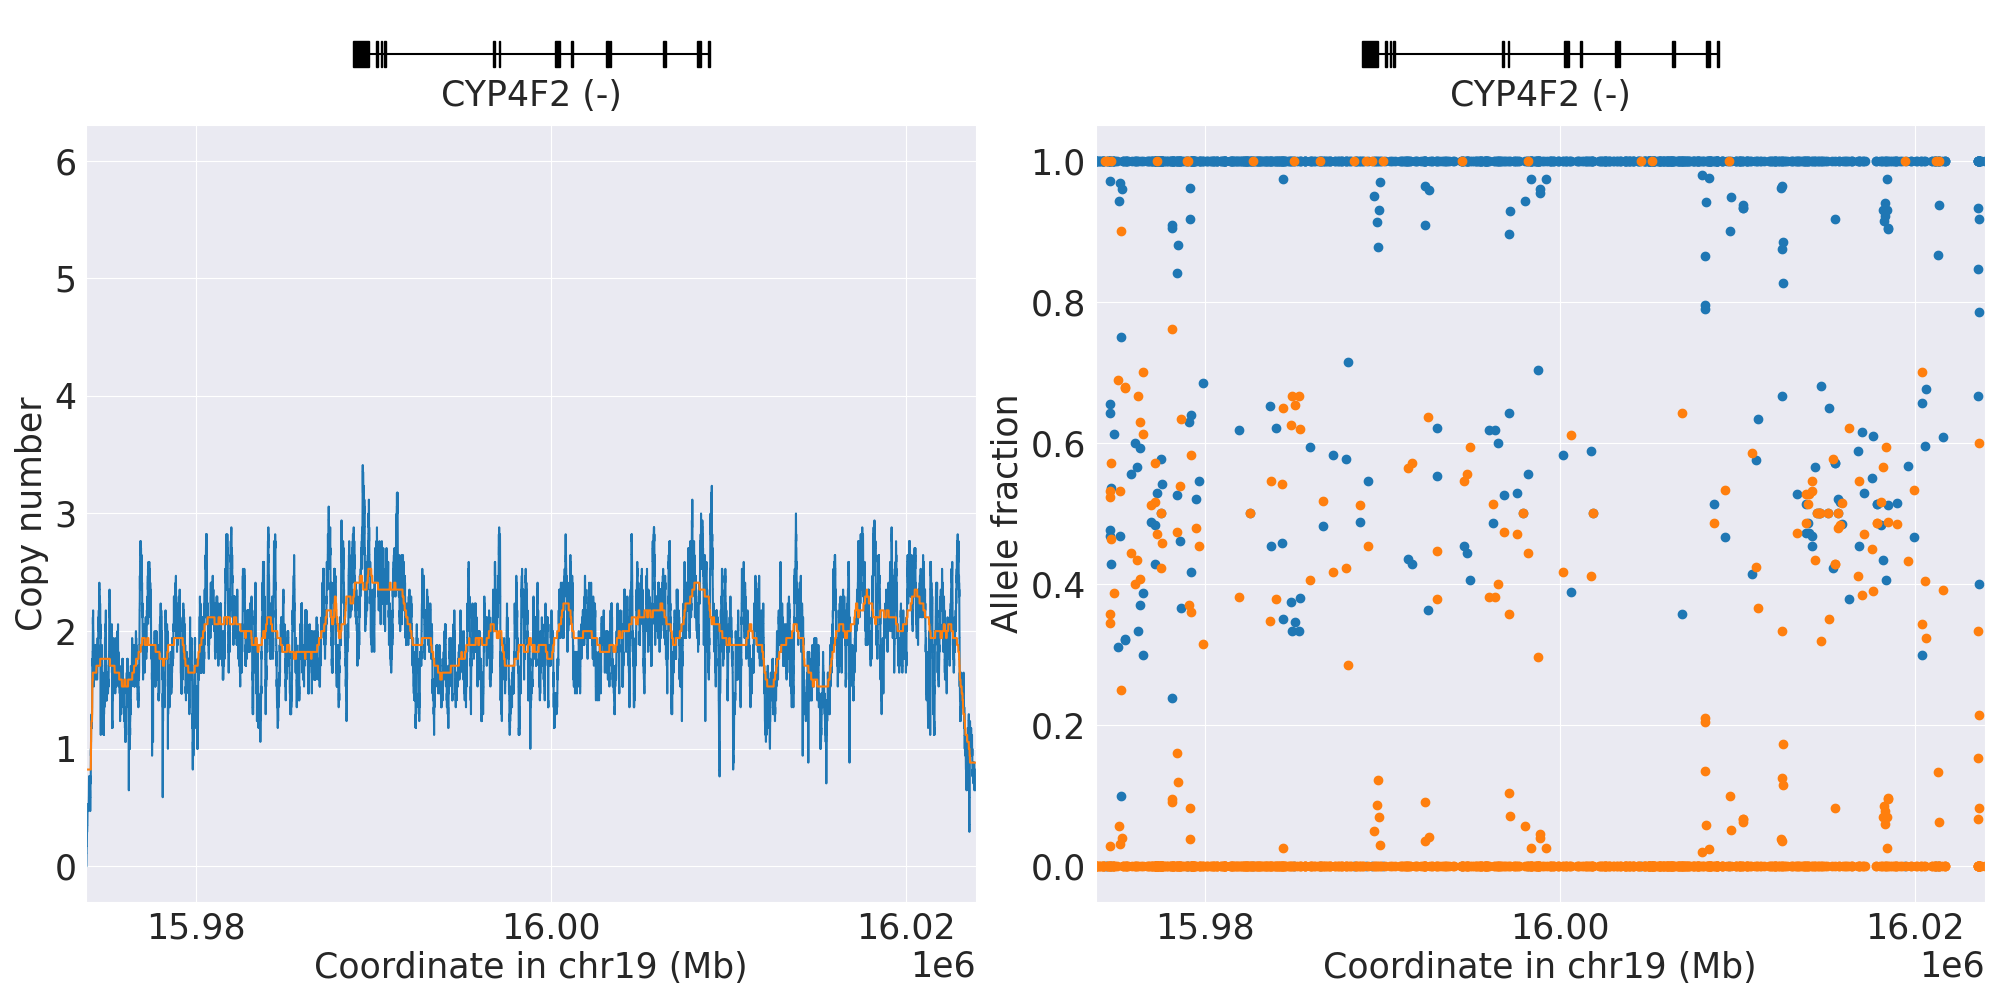 CYP4F2 (-)
6
5
4
3
2
1
0
Copy number
15.98 16.00 16.02
Coordinate in chr19 (Mb) 1e6
CYP4F2 (-)
1.0
0.8
0.6
0.4
0.2
0.0
Allele fraction
15.98 16.00 16.02
Coordinate in chr19 (Mb) 1e6